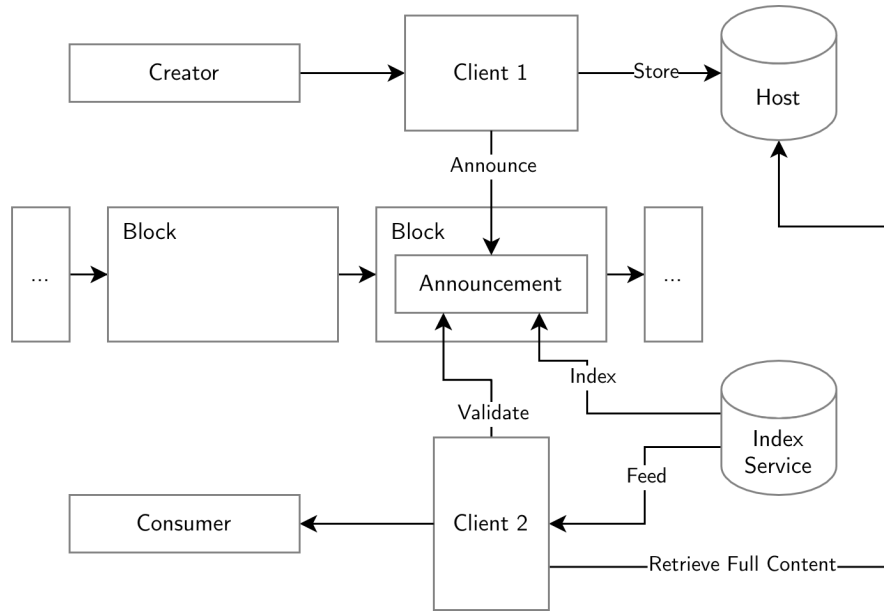 Creator
Client 1
Store
Host
Announce
...
Block
Block
Announcement
...
Index
Validate
Index
Service
Feed
Consumer
Client 2
Retrieve Full Content